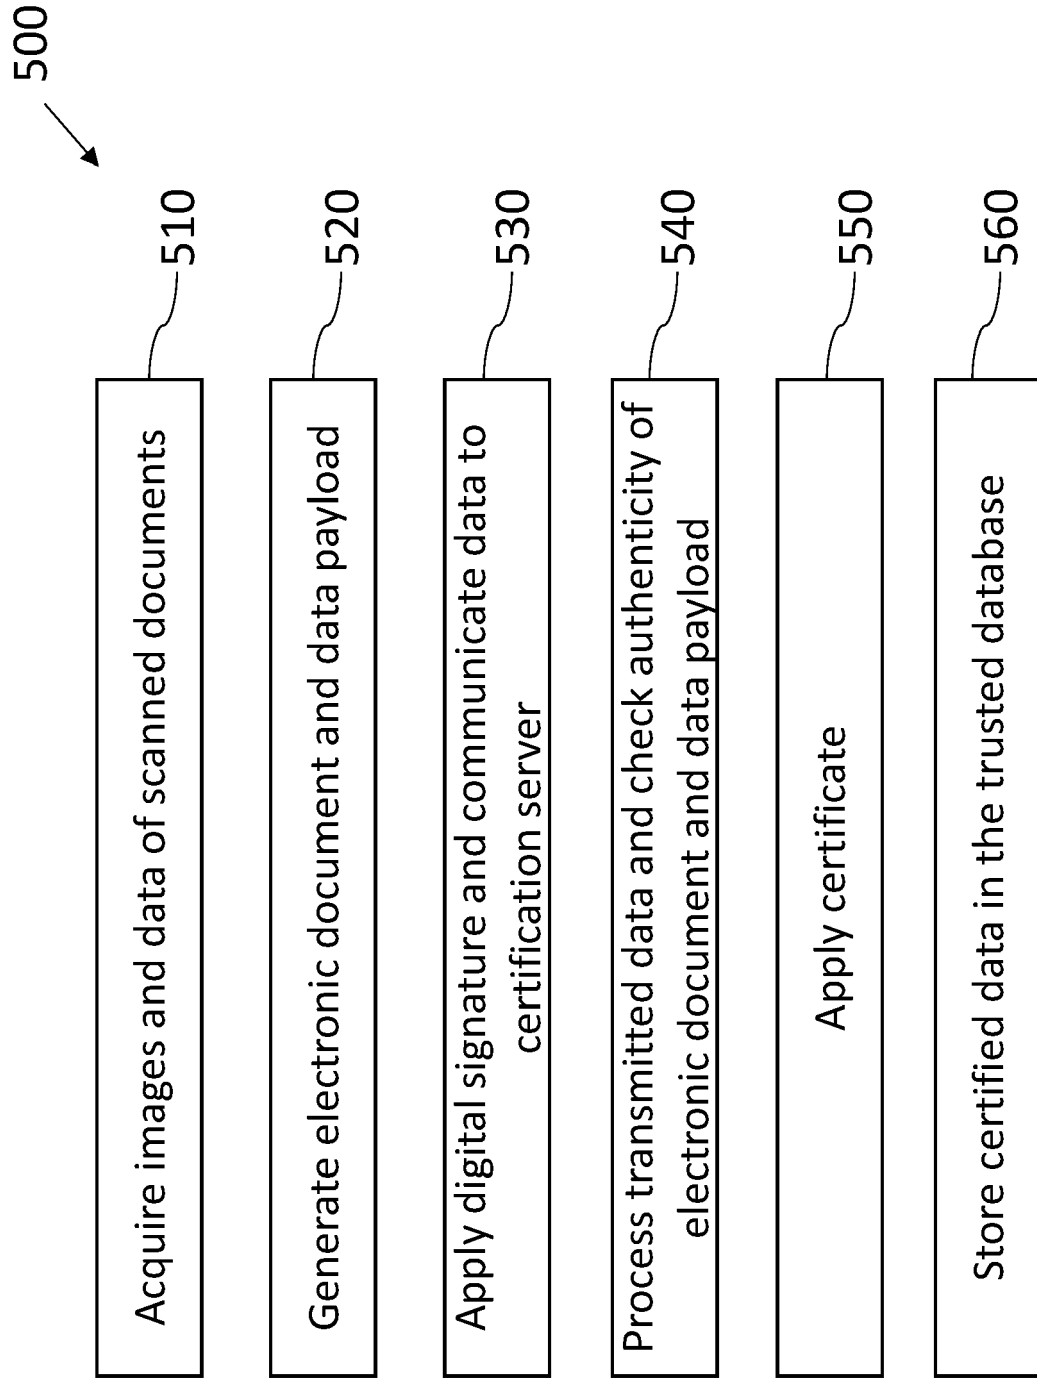 500
Acquire images and data of scanned documents
510
Generate electronic document and data payload
520
Apply digital signature and communicate data to
certification server
530
Process transmitted data and check authenticity of
electronic document and data payload
540
Apply certificate
550
Store certified data in the trusted database
560